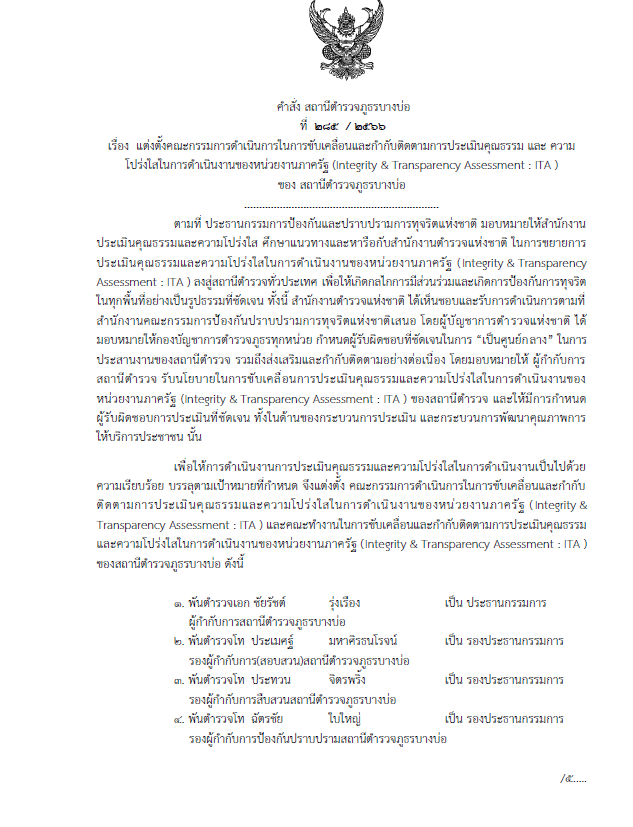 คำสั่ง สถานีตำรวจภูธรบางบ่อ
ที่ ๒๘๕ / ๒๕๖๖
เรื่อง แต่งตั้งคณะกรรมการดำเนินการในการขับเคลื่อนและกำกับติดตามการประเมินคุณธรรม และ ความ
โปร่งใสในการดำเนินงานของหน่วยงานภาครัฐ (Integrity & Transparency Assessment : ITA )
ของ สถานีตำรวจภูธรบางบ่อ
..................................................................
ตามที่ ประธานกรรมการป้องกันและปราบปรามการทุจริตแห่งชาติ มอบหมายให้สำนักงาน
ประเมินคุณธรรมและความโปร่งใส ศึกษาแนวทางและหารือกับสำนักงานตำรวจแห่งชาติ ในการขยายการ
ประเมินคุณธรรมและความโปร่งใสในการดำเนินงานของหน่วยงานภาครัฐ (Integrity & Transparency
Assessment : ITA ) ลงสู่สถานีตำรวจทั่วประเทศ เพื่อให้เกิดกลไกการมีส่วนร่วมและเกิดการป้องกันการทุจริต
ในทุกพื้นที่อย่างเป็นรูปธรรมที่ชัดเจน ทั้งนี้ สำนักงานตำรวจแห่งชาติ ได้เห็นชอบและรับการดำเนินการตามที่
สำนักงานคณะกรรมการป้องกันปราบปรามการทุจริตแห่งชาติเสนอ โดยผู้บัญชาการตำรวจแห่งชาติ ได้
มอบหมายให้กองบัญชาการตำรวจภูธรทุกหน่วย กำหนดผู้รับผิดชอบที่ชัดเจนในการ “เป็นศูนย์กลาง” ในการ
ประสานงานของสถานีตำรวจ รวมถึงส่งเสริมและกำกับติดตามอย่างต่อเนื่อง โดยมอบหมายให้ ผู้กำกับการ
สถานีตำรวจ รับนโยบายในการขับเคลื่อนการประเมินคุณธรรมและความโปร่งใสในการดำเนินงานของ
หน่วยงานภาครัฐ (Integrity & Transparency Assessment : ITA ) ของสถานีตำรวจ และให้มีการกำหนด
ผู้รับผิดชอบการประเมินที่ชัดเจน ทั้งในด้านของกระบวนการประเมิน และกระบวนการพัฒนาคุณภาพการ
ให้บริการประชาชน นั้น
เพื่อให้การดำเนินงานการประเมินคุณธรรมและความโปร่งใสในการดำเนินงานเป็นไปด้วย
ความเรียบร้อย บรรลุตามเป้าหมายที่กำหนด จึงแต่งตั้ง คณะกรรมการดำเนินการในการขับเคลื่อนและกำกับ
ติดตามการประเมินคุณธรรมและความโปร่งใสในการดำเนินงานของหน่วยงานภาครัฐ (Integrity &
Transparency Assessment : ITA ) และคณะทำงานในการขับเคลื่อนและกำกับติดตามการประเมินคุณธรรม
และความโปร่งใสในการดำเนินงานของหน่วยงานภาครัฐ (Integrity & Transparency Assessment : ITA )
ของสถานีตำรวจภูธรบางบ่อ ดังนี้
๑. พันตำรวจเอก ชัยรัชต์ รุ่งเรือง เป็น ประธานกรรมการ
ผู้กำกับการสถานีตำรวจภูธรบางบ่อ
๒. พันตำรวจโท ประเมศฐ์ มหาศิรธนโรจน์ เป็น รองประธานกรรมการ
รองผู้กำกับการ(สอบสวน)สถานีตำรวจภูธรบางบ่อ
๓. พันตำรวจโท ประทวน จิตรพริ้ง เป็น รองประธานกรรมการ
รองผู้กำกับการสืบสวนสถานีตำรวจภูธรบางบ่อ
๔. พันตำรวจโท ฉัตรชัย ใบใหญ่ เป็น รองประธานกรรมการ
รองผู้กำกับการป้องกันปราบปรามสถานีตำรวจภูธรบางบ่อ
/๕.....